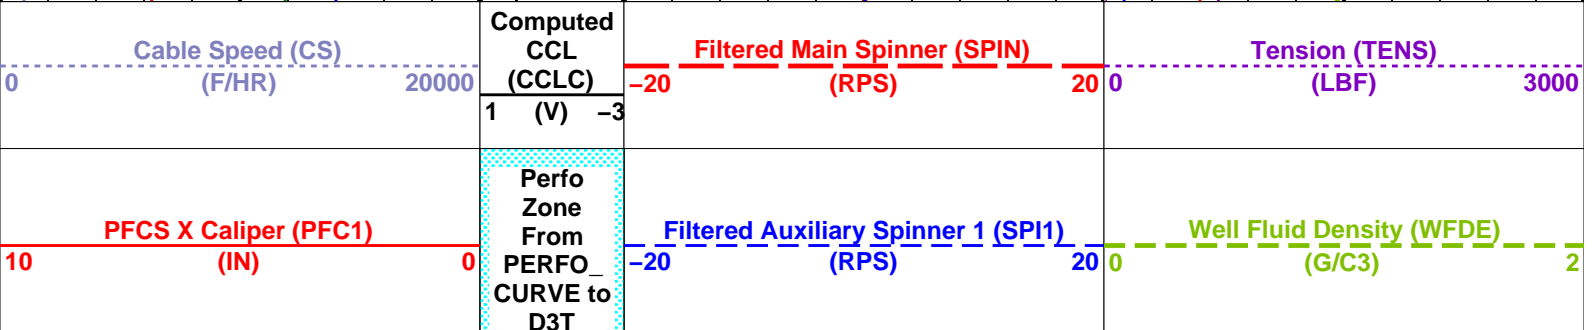 Cable Speed (CS)
0 (F/HR) 20000
Computed
CCL
(CCLC)
1 (V) −3
Filtered Main Spinner (SPIN)
−20 (RPS) 20
Tension (TENS)
0 (LBF) 3000
PFCS X Caliper (PFC1)
10 (IN) 0
Perfo
Zone
From
PERFO_
CURVE to
D3T
Filtered Auxiliary Spinner 1 (SPI1)
−20 (RPS) 20
Well Fluid Density (WFDE)
0 (G/C3) 2